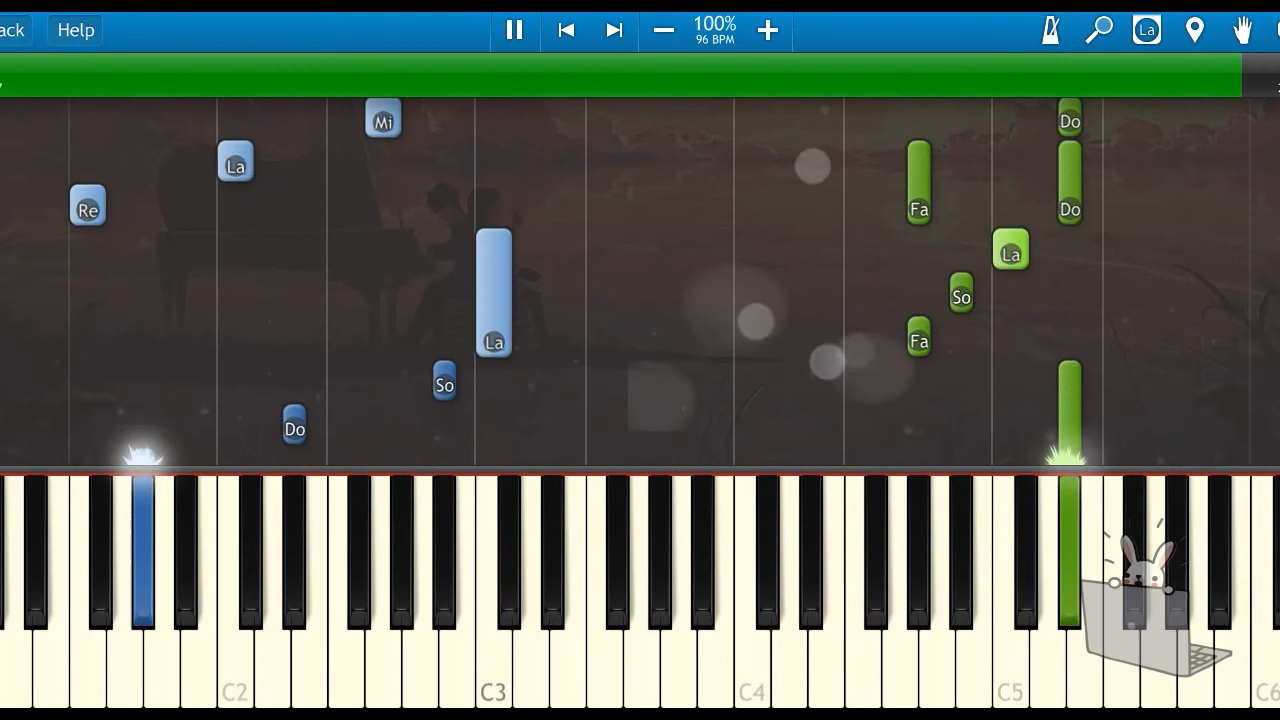 ack Help 100% La
96 BPM
Mi Do
La
Re Fa Do
La
So
La Fa
So
Do
C2 C3 C4 C5 C6